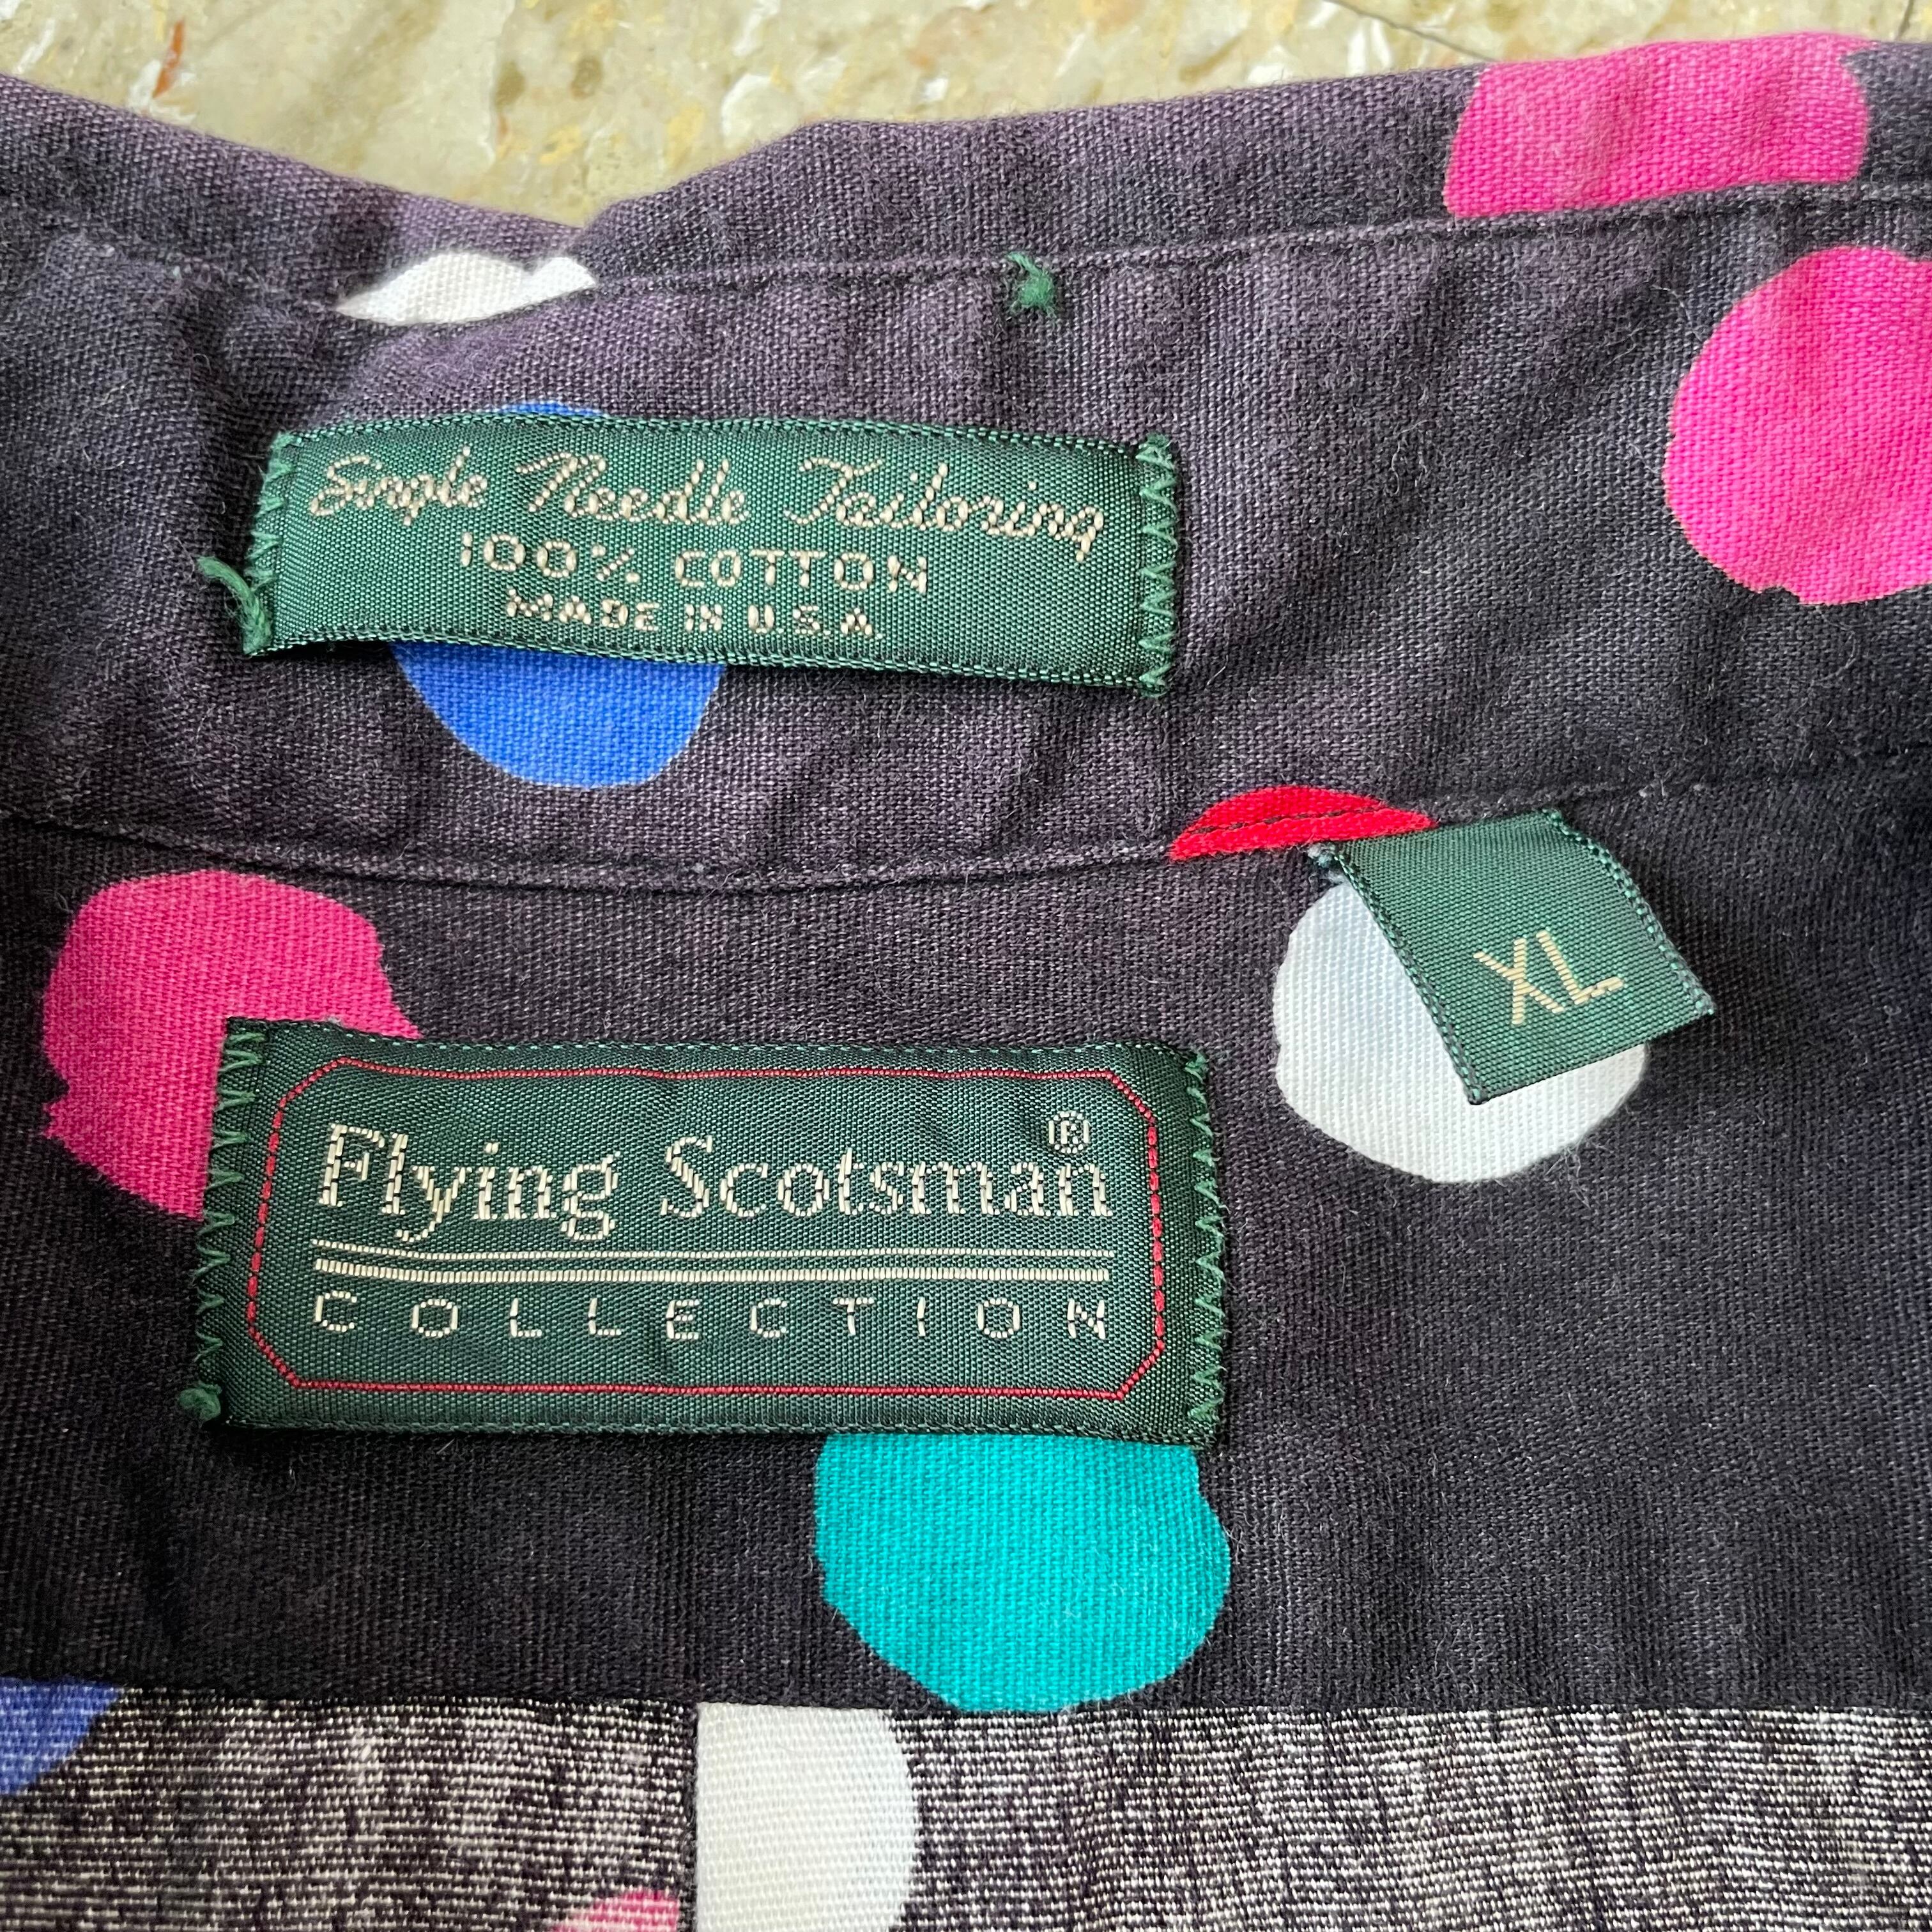 Single Needle Tailoring
100% COTTON
MADE IN U.S.A.
XL
Flying Scotsman®
COLLECTION